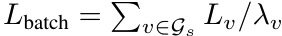 $L_{\text{batch}} = \sum_{v \in \mathcal{G}_s} L_v / \lambda_v$